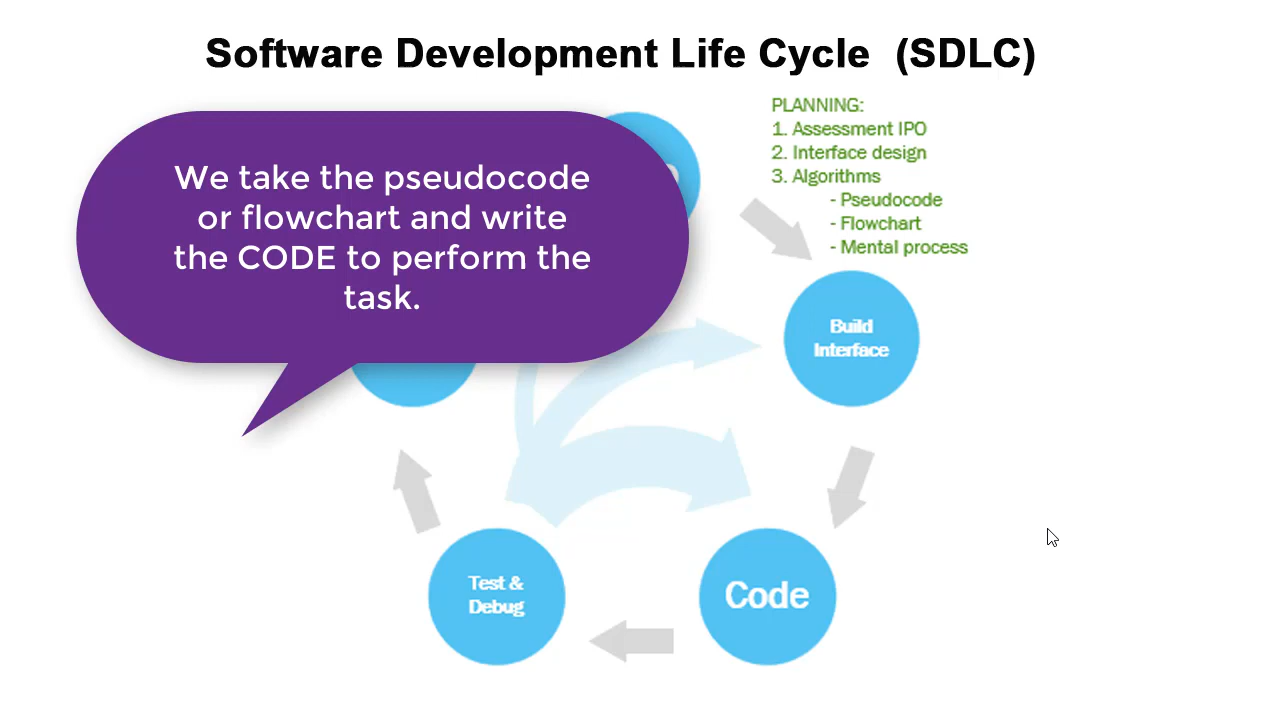 Software Development Life Cycle (SDLC)
PLANNING:
1. Assessment IPO
2. Interface design
3. Algorithms
- Pseudocode
- Flowchart
- Mental process
We take the pseudocode
or flowchart and write
the CODE to perform the
task.
Build
Interface
Test &
Debug
Code